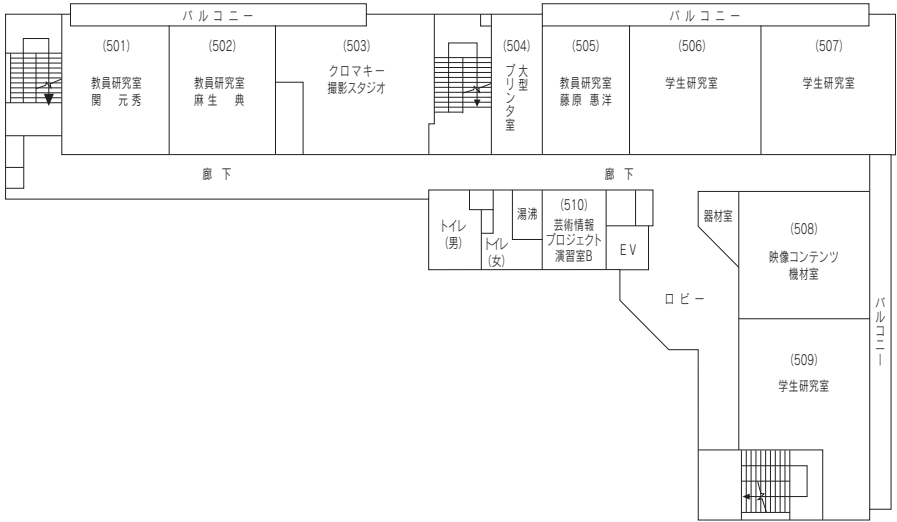 バルコニー
バルコニー
(501)
教員研究室
関 元秀
(502)
教員研究室
麻生 典
(503)
クロマキー
撮影スタジオ
(504)
大型
プリンタ室
(505)
教員研究室
藤原 惠洋
(506)
学生研究室
(507)
学生研究室
廊下
廊下
トイレ
(男)
トイレ
(女)
湯沸
(510)
芸術情報
プロジェクト
演習室B
EV
器材室
(508)
映像コンテンツ
機材室
ロビー
バルコニー
(509)
学生研究室